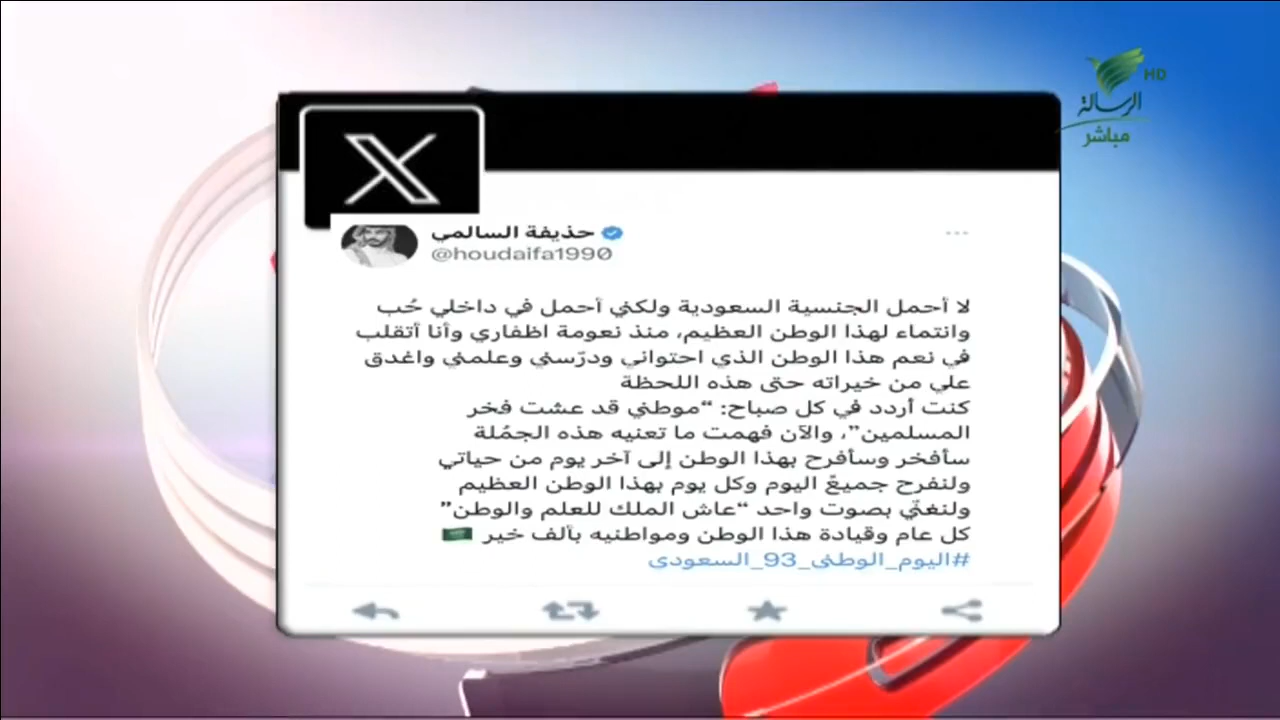 HD
الرسالة
مباشر
X
حذيفة السالمي
@houdaifa1990
لا أحمل الجنسية السعودية ولكني أحمل في داخلي حُب
وانتماء لهذا الوطن العظيم، منذ نعومة اظفاري وأنا أتقلب
في نعم هذا الوطن الذي احتواني ودرّسني وعلمني واغدق
علي من خيراته حتى هذه اللحظة
كنت أردد في كل صباح: “موطني قد عشت فخر
المسلمين”، والآن فهمت ما تعنيه هذه الجمُلة
سأفخر وسأفرح بهذا الوطن إلى آخر يوم من حياتي
ولنفرح جميعً اليوم وكل يوم بهذا الوطن العظيم
ولنغنّي بصوت واحد “عاش الملك للعلم والوطن”
كل عام وقيادة هذا الوطن ومواطنيه بألف خير 🇸🇦
#اليوم_الوطنى_93_السعودى